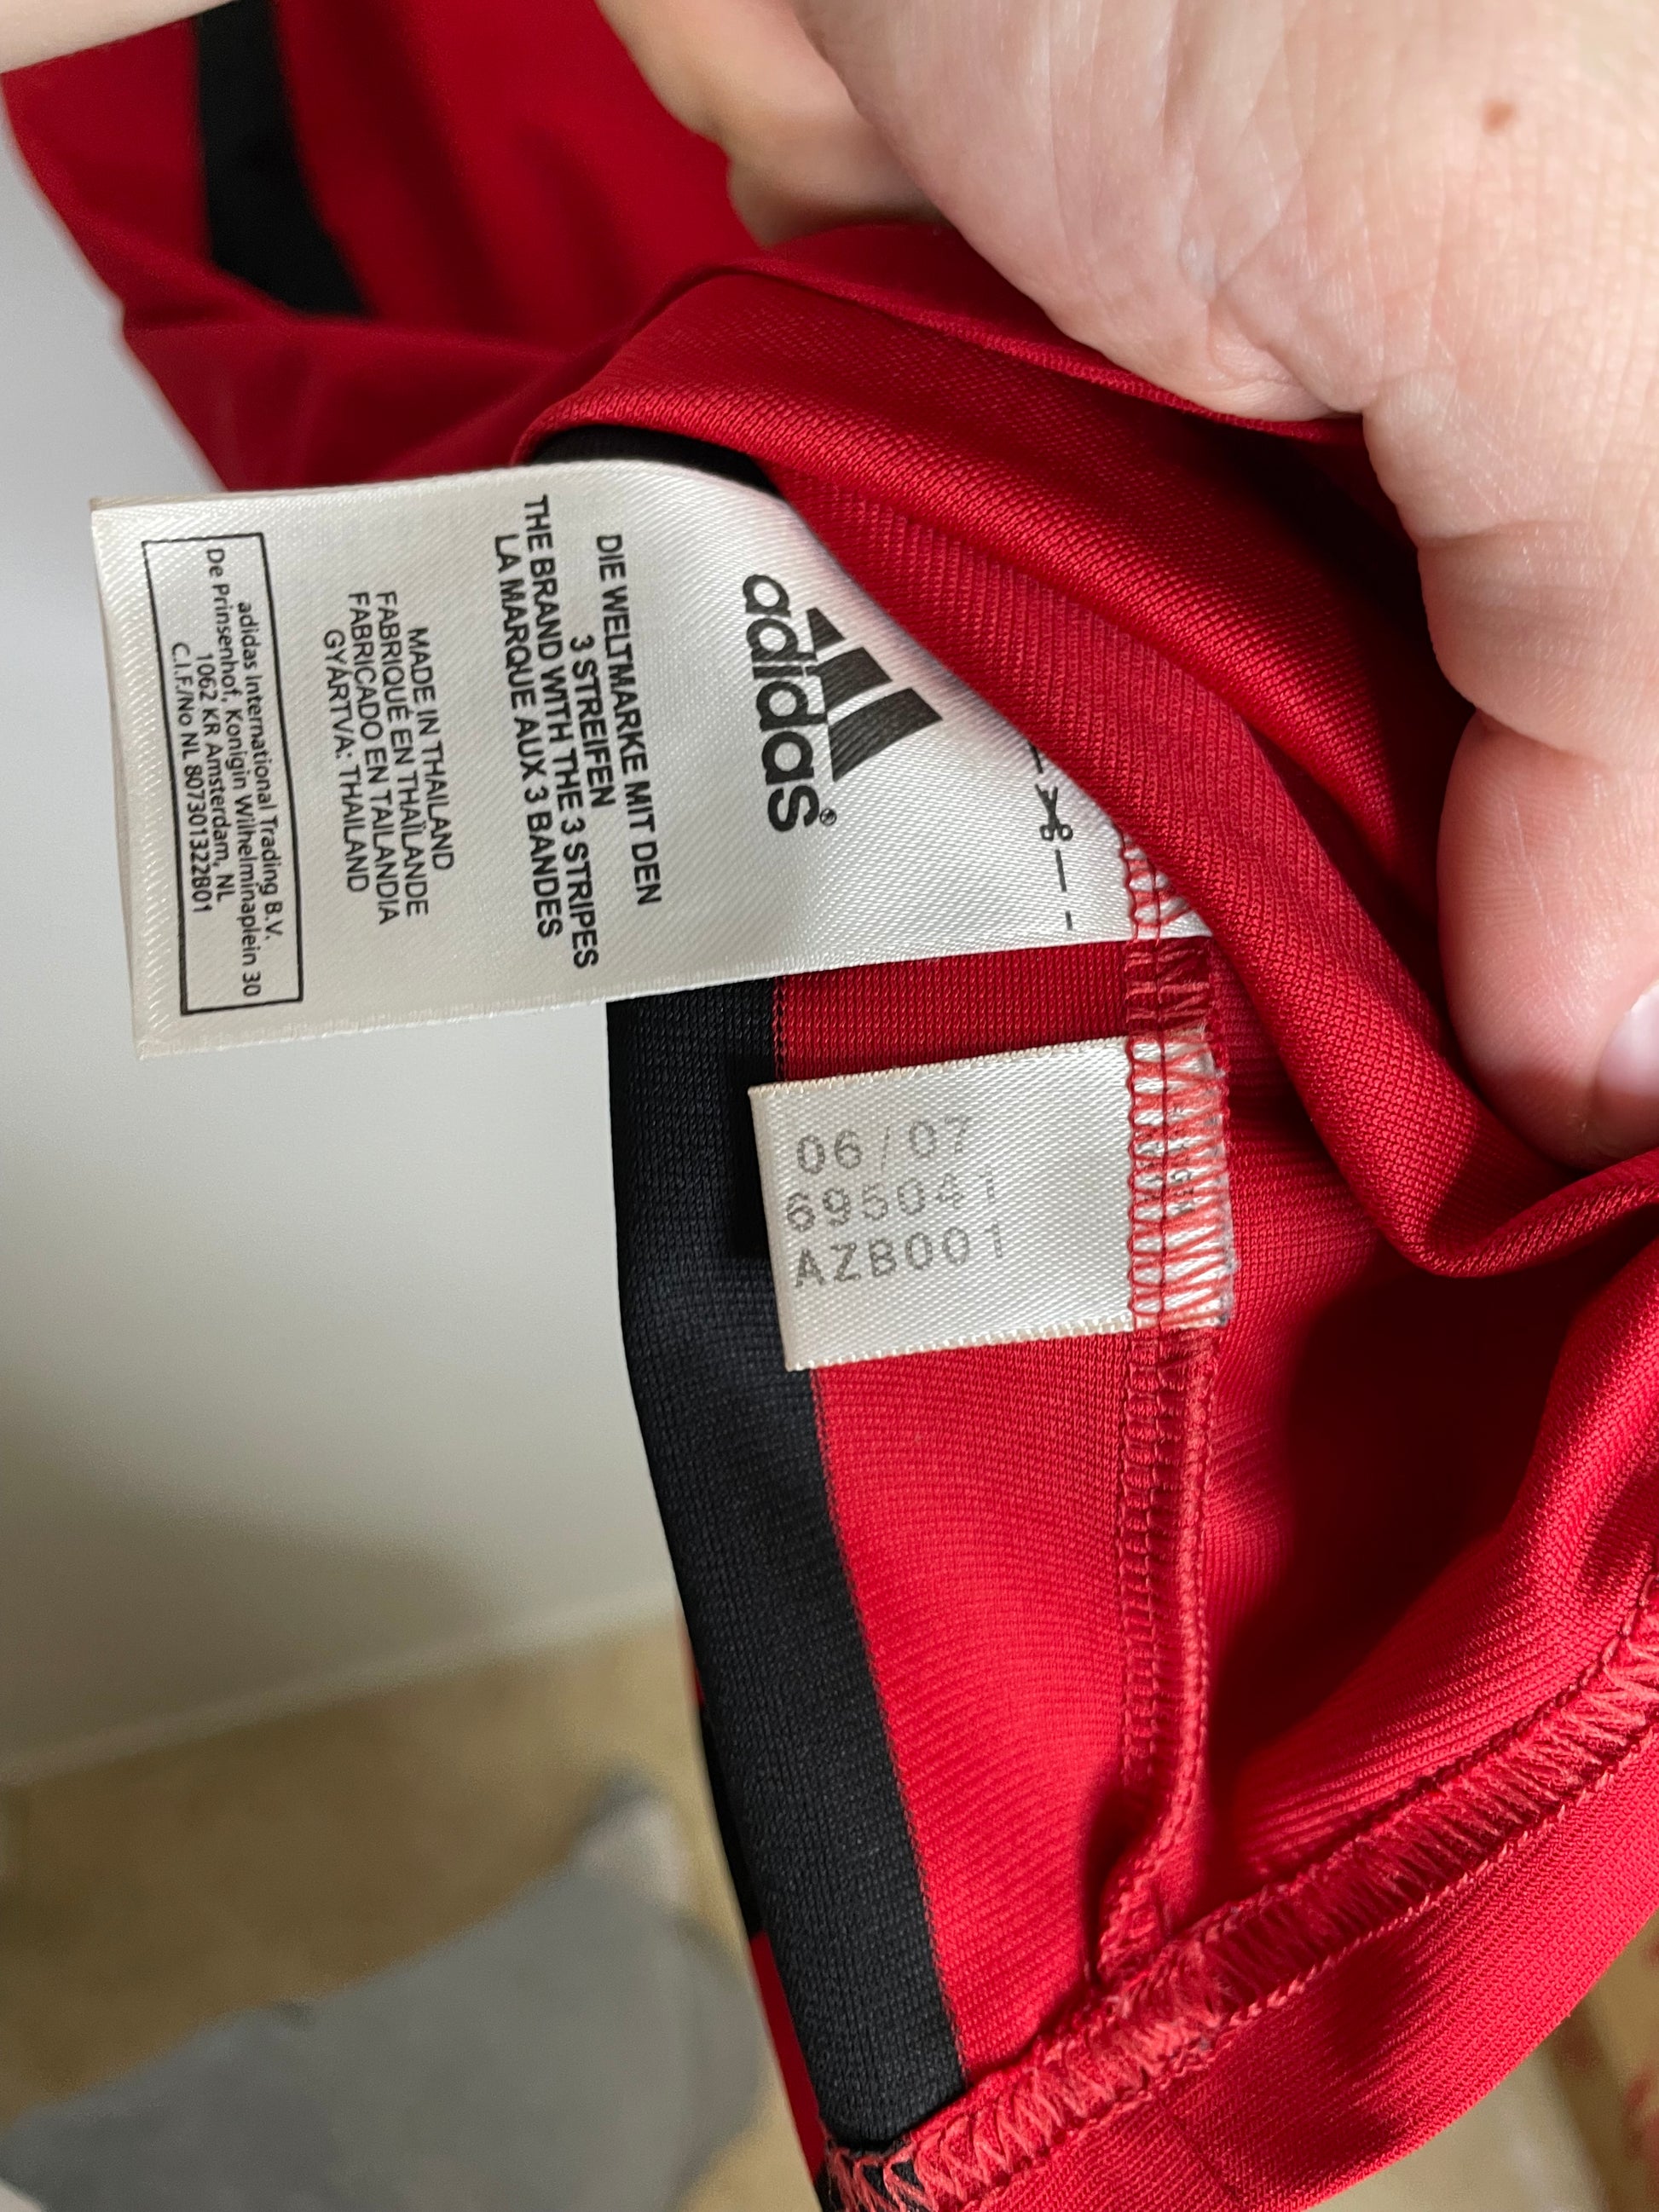 adidas®
DIE WELTMARKE MIT DEN
3 STREIFEN
THE BRAND WITH THE 3 STRIPES
LA MARQUE AUX 3 BANDES
MADE IN THAILAND
FABRIQUÉ EN THAÏLANDE
FABRICADO EN TAILANDIA
GYÁRTVA: THAILAND
adidas International Trading B.V.
De Prinsenhof, Konigin Wilhelminaplein 30
1062 KR Amsterdam, NL
C.I.F./No NL 807301322B01
06/07
695041
AZB001